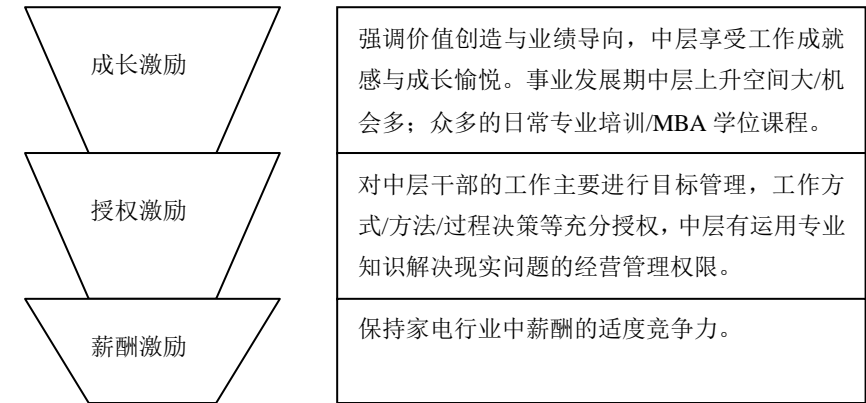 成长激励
强调价值创造与业绩导向，中层享受工作成就
感与成长愉悦。事业发展期中层上升空间大/机
会多；众多的日常专业培训/MBA 学位课程。
授权激励
对中层干部的工作主要进行目标管理，工作方
式/方法/过程决策等充分授权，中层有运用专业
知识解决现实问题的经营管理权限。
薪酬激励
保持家电行业中薪酬的适度竞争力。